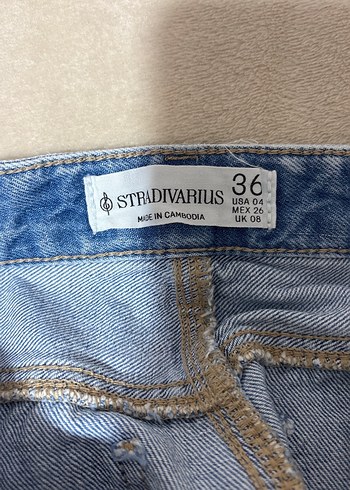 STRADIVARIUS
MADE IN CAMBODIA
36
USA 04
MEX 26
UK 08